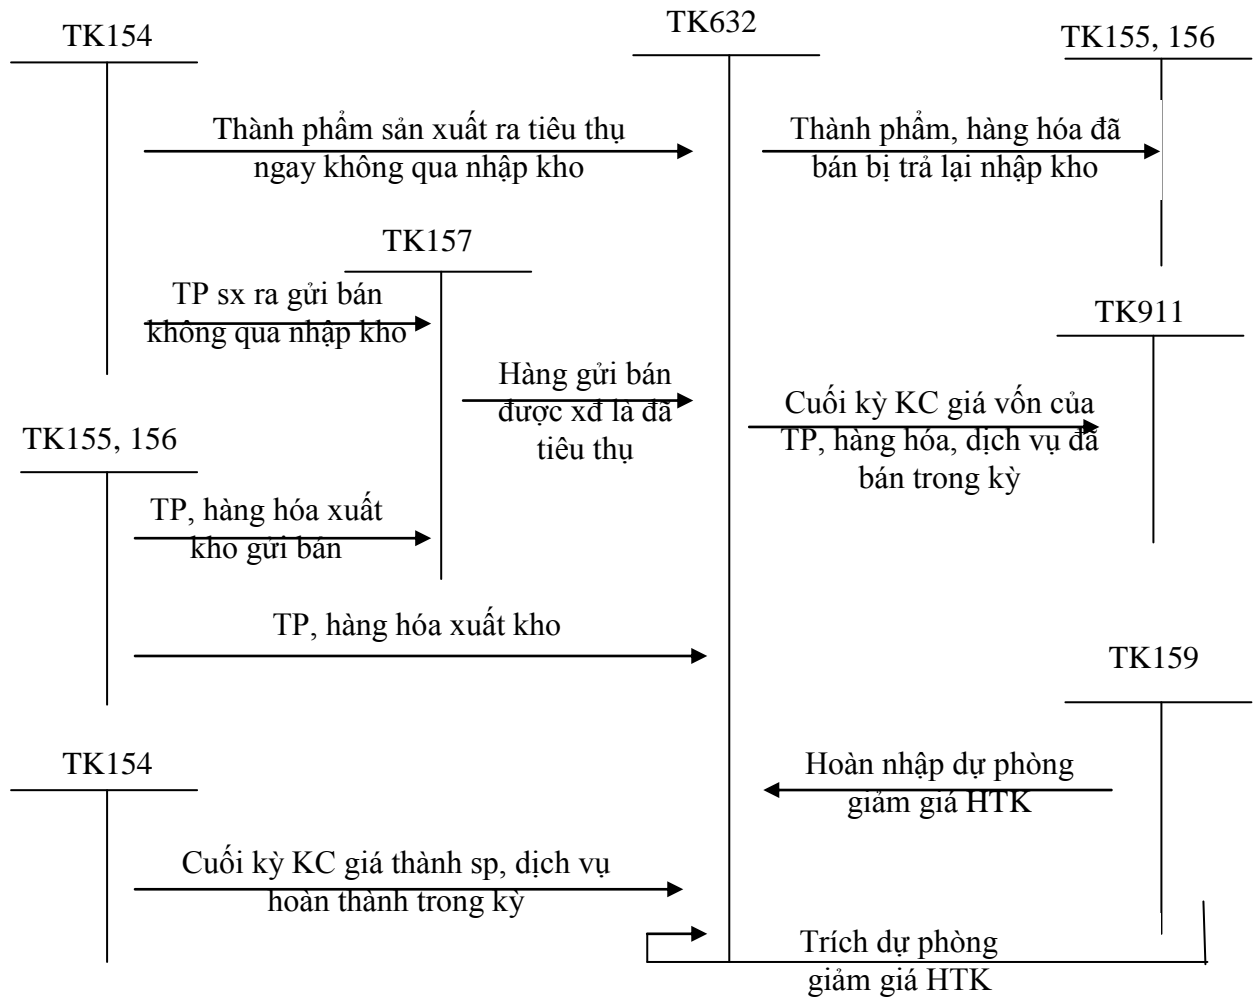 TK154
TK632
TK155, 156
Thành phẩm sản xuất ra tiêu thụ
ngay không qua nhập kho
Thành phẩm, hàng hóa đã
bán bị trả lại nhập kho
TK157
TP sx ra gửi bán
không qua nhập kho
TK911
Hàng gửi bán
được xđ là đã
tiêu thụ
Cuối kỳ KC giá vốn của
TP, hàng hóa, dịch vụ đã
bán trong kỳ
TK155, 156
TP, hàng hóa xuất
kho gửi bán
TP, hàng hóa xuất kho
TK159
TK154
Hoàn nhập dự phòng
giảm giá HTK
Cuối kỳ KC giá thành sp, dịch vụ
hoàn thành trong kỳ
Trích dự phòng
giảm giá HTK